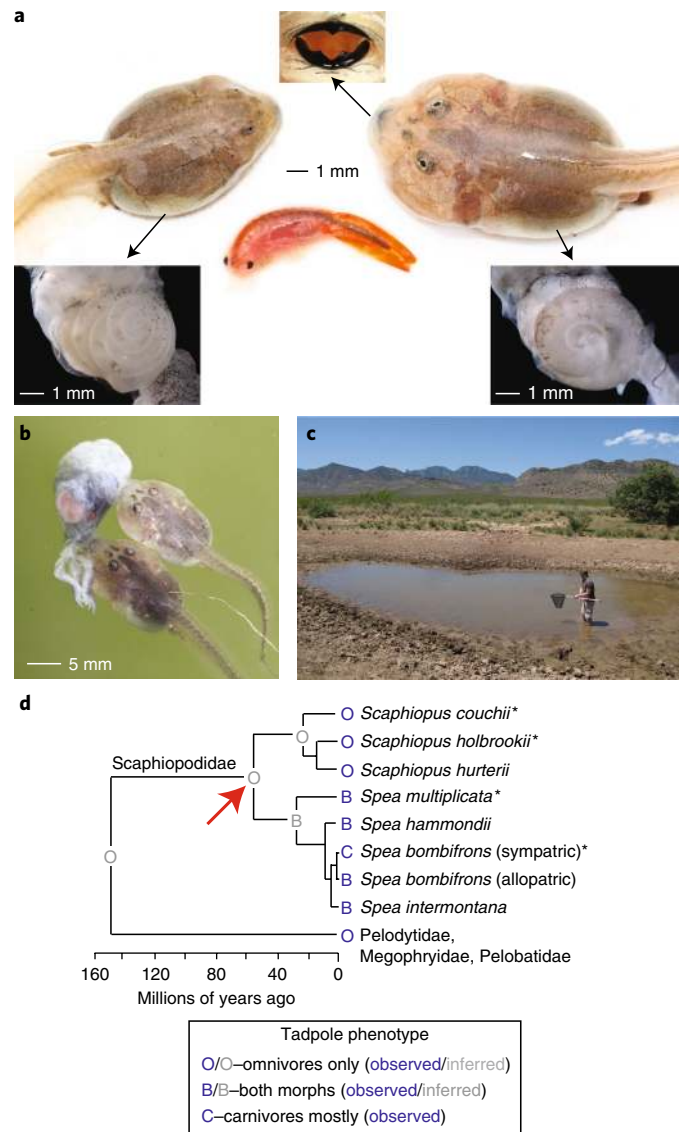 a
1 mm
1 mm
1 mm
b
5 mm
c
d
Scaphiopodidae
O Scaphiopus couchii*
O
O Scaphiopus holbrookii*
O Scaphiopus hurterii
O
B Spea multiplicata*
B
B Spea hammondii
C Spea bombifrons (sympatric)*
O
B Spea bombifrons (allopatric)
B Spea intermontana
O Pelodytidae,
Megophryidae, Pelobatidae
160 120 80 40 0
Millions of years ago
Tadpole phenotype
O/O–omnivores only (observed/inferred)
B/B–both morphs (observed/inferred)
C–carnivores mostly (observed)